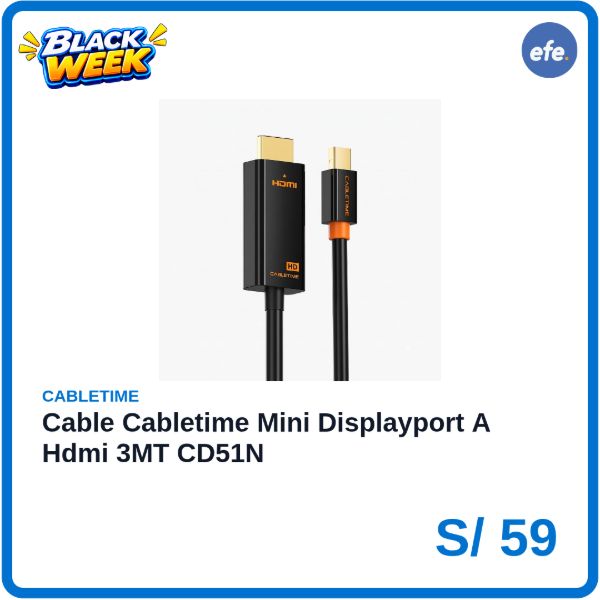 BLACK
WEEK
efe.
HDMI
HD
CABLETIME
CABLETIME
CABLETIME
Cable Cabletime Mini Displayport A
Hdmi 3MT CD51N
S/ 59